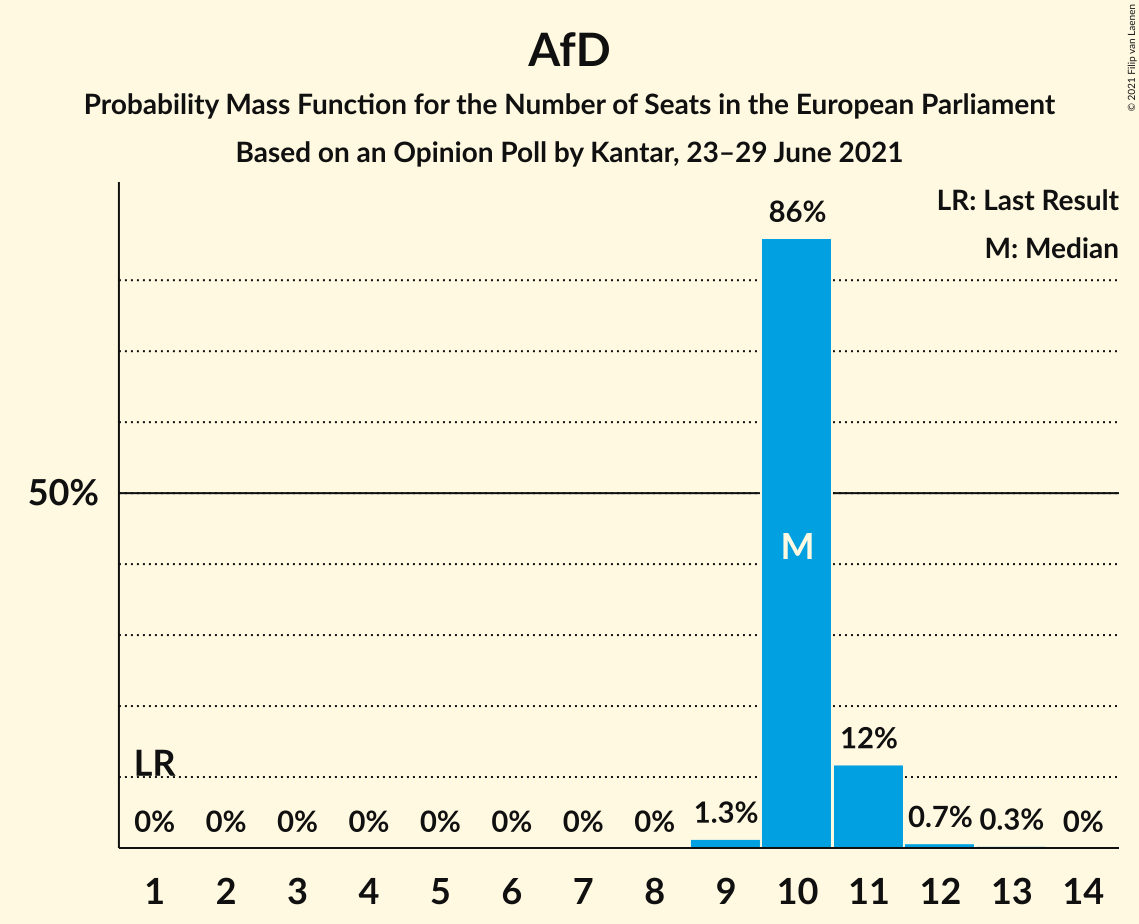 AfD
Probability Mass Function for the Number of Seats in the European Parliament
Based on an Opinion Poll by Kantar, 23–29 June 2021
© 2021 Filip van Laenen
LR: Last Result
M: Median
86%
50%
M
12%
LR
0% 0% 0% 0% 0% 0% 0% 0% 1.3% 0.7% 0.3% 0%
1 2 3 4 5 6 7 8 9 10 11 12 13 14